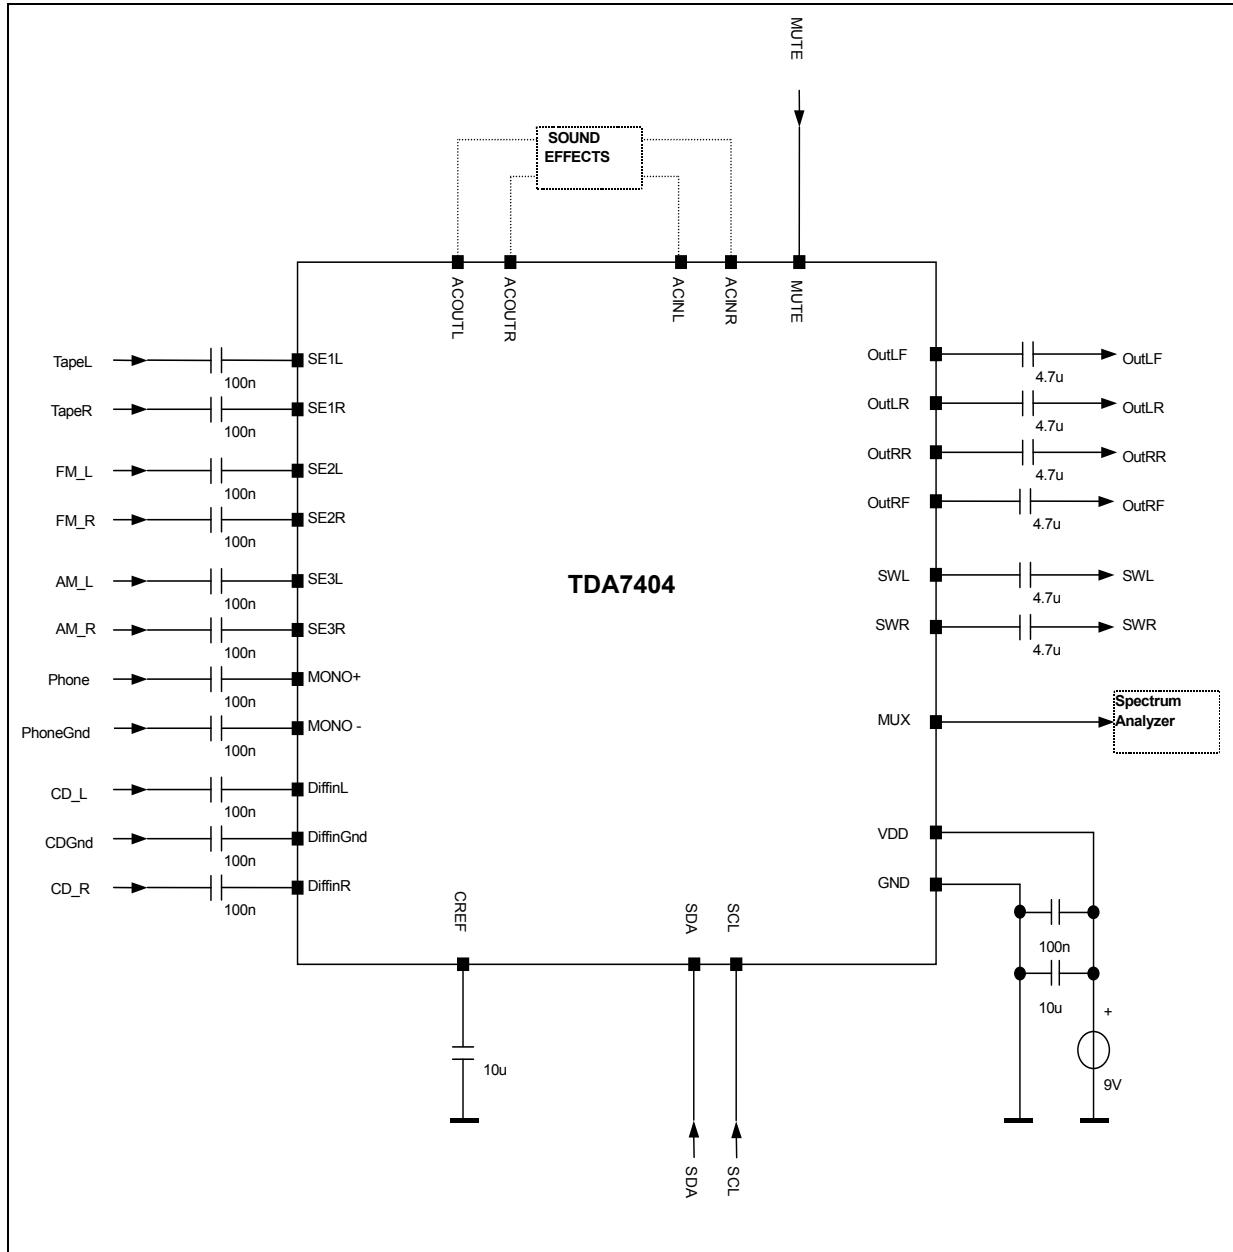 MUTE
SOUND
EFFECTS
ACOUTL
ACOUTR
ACINL
ACINR
MUTE
TapeL
100n
SE1L
TapeR
100n
SE1R
FM_L
100n
SE2L
FM_R
100n
SE2R
AM_L
100n
SE3L
AM_R
100n
SE3R
Phone
100n
MONO+
PhoneGnd
100n
MONO -
CD_L
100n
DiffinL
CDGnd
100n
DiffinGnd
CD_R
100n
DiffinR
TDA7404
OutLF
4.7u
OutLF
OutLR
4.7u
OutLR
OutRR
4.7u
OutRR
OutRF
4.7u
OutRF
SWL
4.7u
SWL
SWR
4.7u
SWR
MUX
Spectrum
Analyzer
VDD
GND
100n
10u
+
9V
CREF
10u
SDA
SCL
SDA
SCL